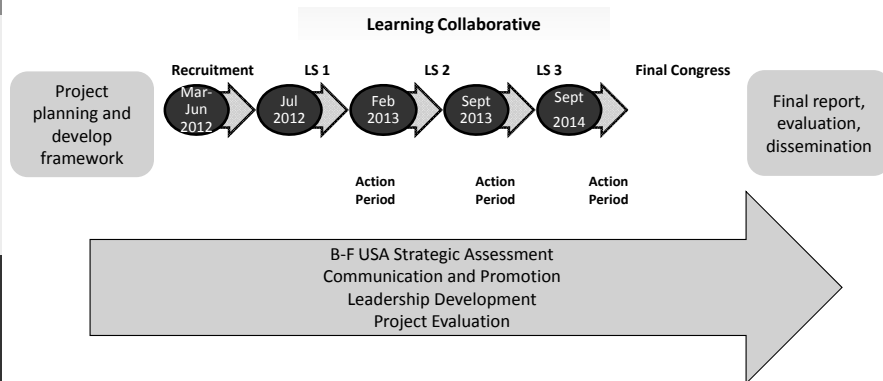 Learning Collaborative
Recruitment
LS 1
LS 2
LS 3
Final Congress
Project
planning and
develop
framework
Mar-
Jun
2012
Jul
2012
Feb
2013
Sept
2013
Sept
2014
Final report,
evaluation,
dissemination
Action
Period
Action
Period
Action
Period
B-F USA Strategic Assessment
Communication and Promotion
Leadership Development
Project Evaluation